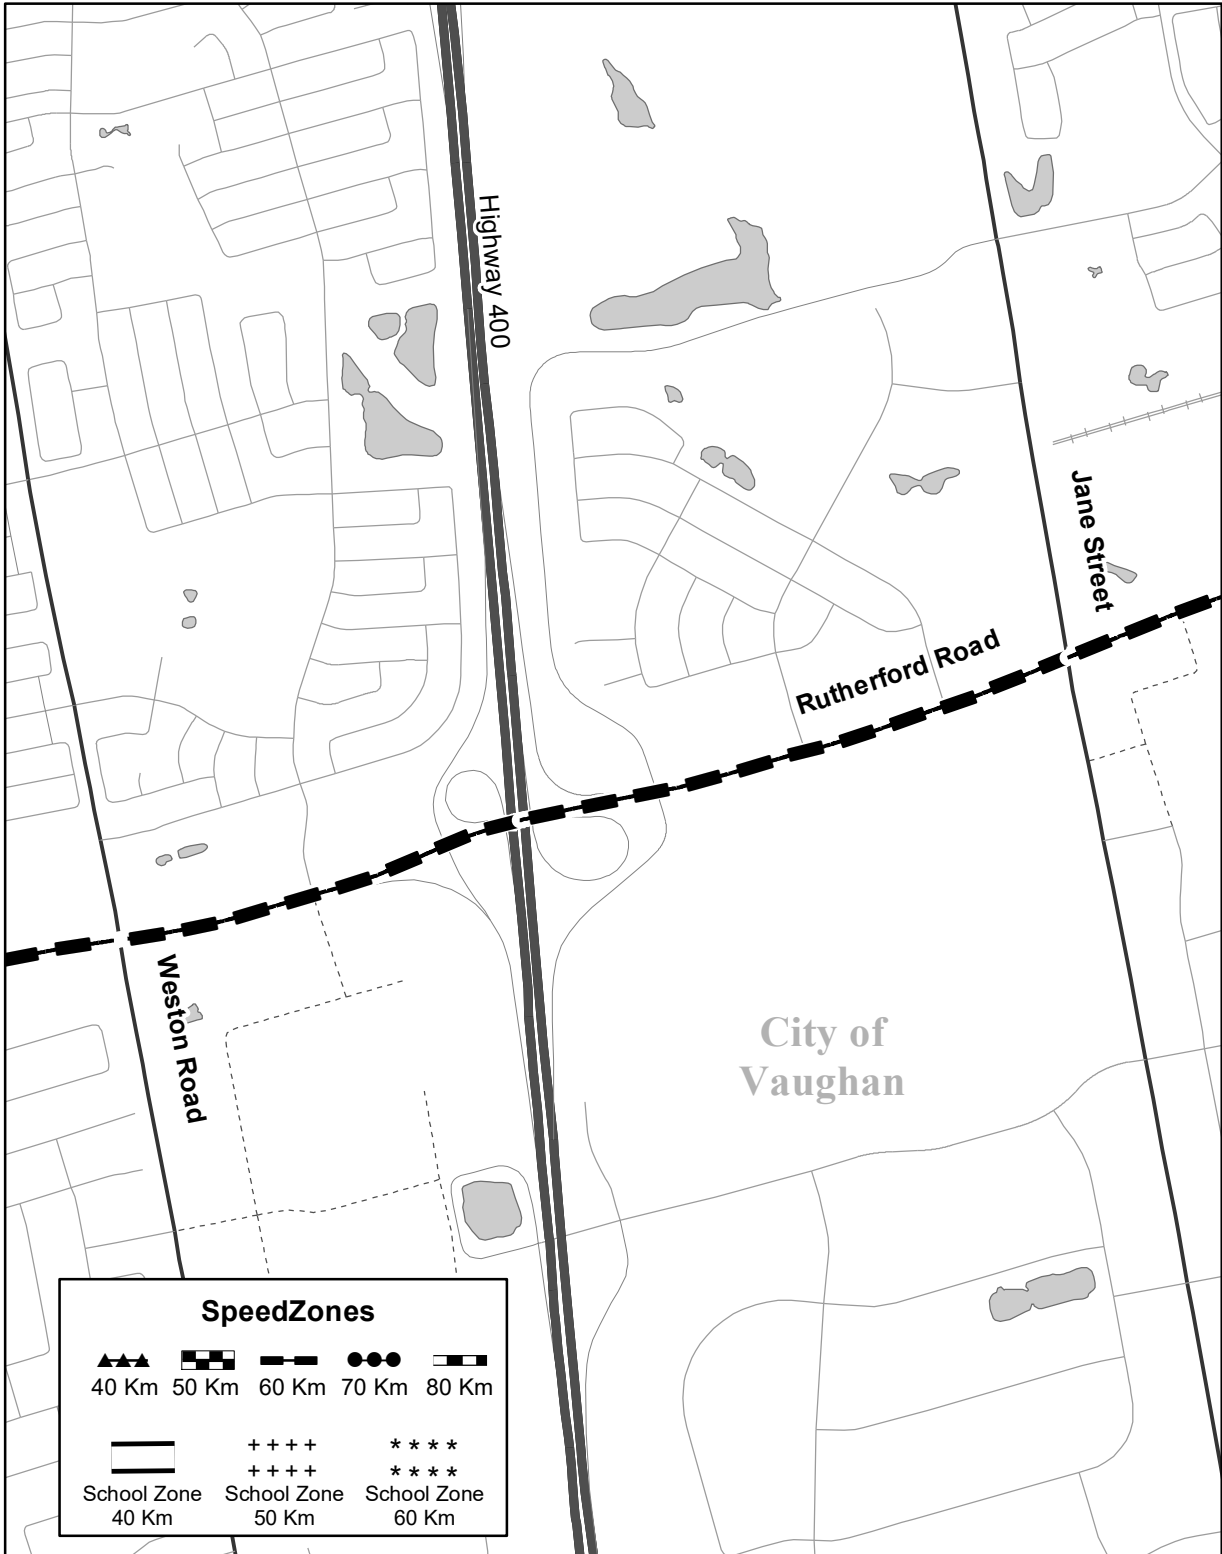 Highway 400
Jane Street
Rutherford Road
Weston Road
City of
Vaughan
SpeedZones
40 Km 50 Km 60 Km 70 Km 80 Km
+ + + + * * * *
+ + + + * * * *
School Zone School Zone School Zone
40 Km 50 Km 60 Km